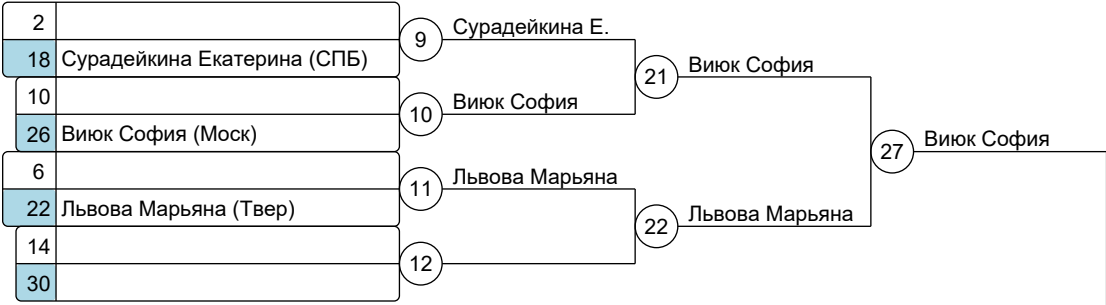 2
18 Сурадейкина Екатерина (СПБ)
9
Сурадейкина Е.
10
26 Виюк София (Моск)
10
Виюк София
21
Виюк София
6
22 Львова Марьяна (Твер)
11
Львова Марьяна
14
30
12
22
Львова Марьяна
27
Виюк София